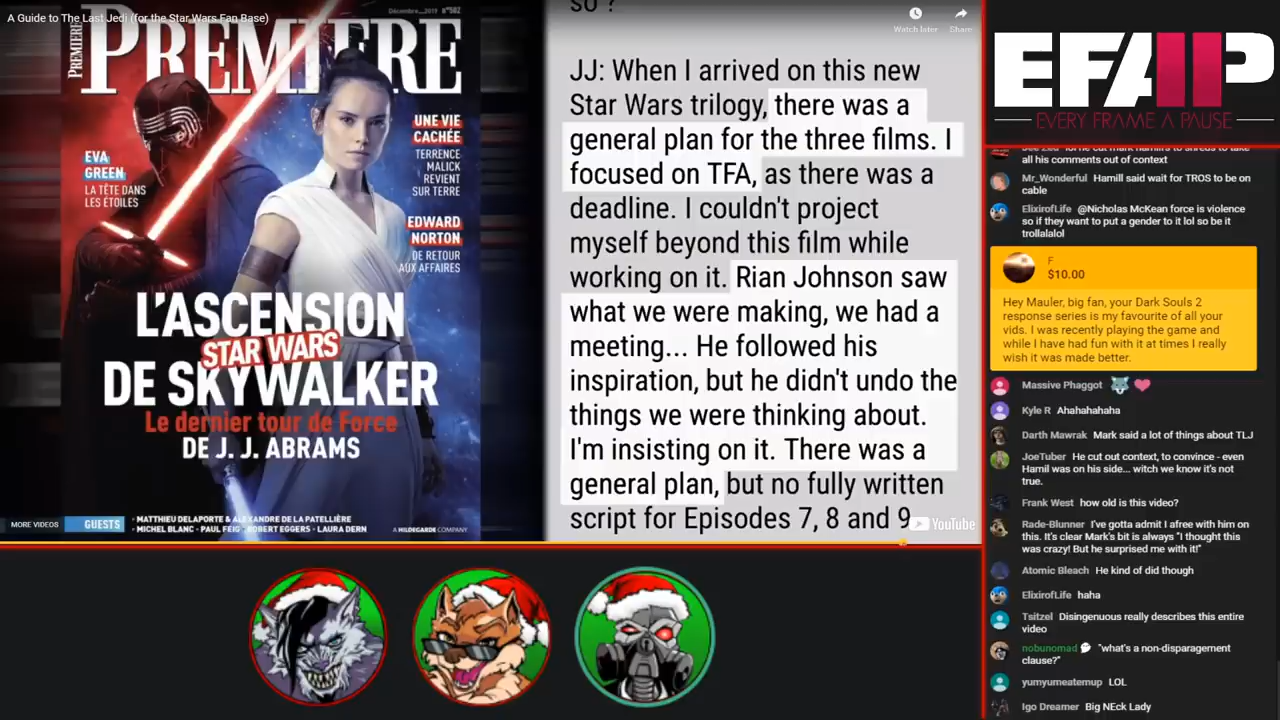 A Guide to The Last Jedi (for the Star Wars Fan Base)
Watch later
Share
Décembre_2019 n°502
PREMIERE
PREMIERE
EVA
GREEN
LA TÊTE DANS
LES ÉTOILES
UNE VIE
CACHÉE
TERRENCE
MALICK
REVIENT
SUR TERRE
EDWARD
NORTON
DE RETOUR
AUX AFFAIRES
L'ASCENSION
STAR WARS
DE SKYWALKER
Le dernier tour de Force
DE J. J. ABRAMS
MORE VIDEOS
GUESTS
MATTHIEU DELAPORTE & ALEXANDRE DE LA PATELLIÈRE
MICHEL BLANC - PAUL FEIG - ROBERT EGGERS - LAURA DERN
A HILDEGARDE COMPANY
so ?
JJ: When I arrived on this new
Star Wars trilogy, there was a
general plan for the three films. I
focused on TFA, as there was a
deadline. I couldn't project
myself beyond this film while
working on it. Rian Johnson saw
what we were making, we had a
meeting... He followed his
inspiration, but he didn't undo the
things we were thinking about.
I'm insisting on it. There was a
general plan, but no fully written
script for Episodes 7, 8 and 9
YouTube
EFAP
EVERY FRAME A PAUSE
all his comments out of context
Mr_Wonderful Hamill said wait for TROS to be on
cable
ElixirofLife @Nicholas McKean force is violence
so if they want to put a gender to it lol so be it
trollalalol
F
$10.00
Hey Mauler, big fan, your Dark Souls 2
response series is my favourite of all your
vids. I was recently playing the game and
while I have had fun with it at times I really
wish it was made better.
Massive Phaggot
Kyle R Ahahahahaha
Darth Mawrak Mark said a lot of things about TLJ
JoeTuber He cut out context, to convince - even
Hamil was on his side... witch we know it's not
true.
Frank West how old is this video?
Rade-Blunner I've gotta admit I afree with him on
this. It's clear Mark's bit is always "I thought this
was crazy! But he surprised me with it!"
Atomic Bleach He kind of did though
ElixirofLife haha
Tsitzel Disingenuous really describes this entire
video
nobunomad "what's a non-disparagement
clause?"
yumyumeatemup LOL
Igo Dreamer Big NEck Lady